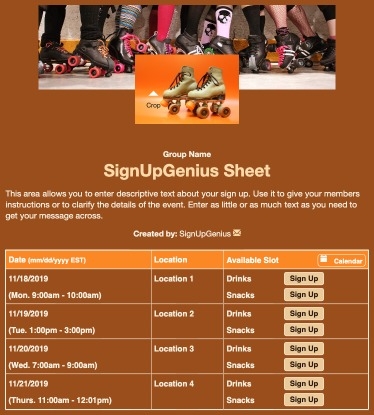 Crop
Group Name
SignUpGenius Sheet
This area allows you to enter descriptive text about your sign up. Use it to give your members
instructions or to clarify the details of the event. Enter as little or as much text as you need to
get your message across.
Created by: SignUpGenius
Date (mm/dd/yyyy EST) Location Available Slot Calendar
11/18/2019 Location 1 Drinks Sign Up
(Mon. 9:00am - 10:00am) Snacks Sign Up
11/19/2019 Location 2 Drinks Sign Up
(Tue. 1:00pm - 3:00pm) Snacks Sign Up
11/20/2019 Location 3 Drinks Sign Up
(Wed. 7:00am - 9:00am) Snacks Sign Up
11/21/2019 Location 4 Drinks Sign Up
(Thurs. 11:00am - 12:01pm) Snacks Sign Up